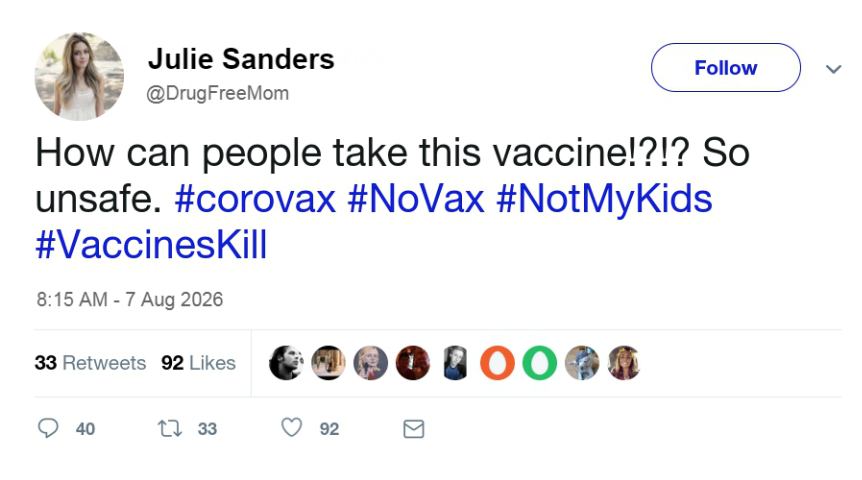 Julie Sanders
Follow
@DrugFreeMom
How can people take this vaccine!?!? So
unsafe. #corovax #NoVax #NotMyKids
#VaccinesKill
8:15 AM - 7 Aug 2026
33 Retweets 92 Likes
40 33 92